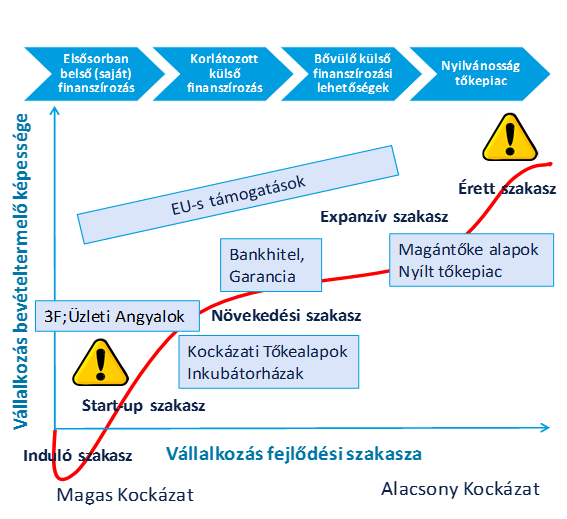 Elsősorban
belső (saját)
finanszírozás
Korlátozott
külső
finanszírozás
Bővülő külső
finanszírozási
lehetőségek
Nyilvánosság
tőkepiac
Vállalkozás bevételtermelő képessége
EU-s támogatások
Érett szakasz
Expanzív szakasz
Bankhitel,
Garancia
Magántőke alapok
Nyílt tőkepiac
3F;Üzleti Angyalok
Növekedési szakasz
Kockázati Tőkealapok
Inkubátorházak
Start-up szakasz
Induló szakasz
Vállalkozás fejlődési szakasza
Magas Kockázat
Alacsony Kockázat